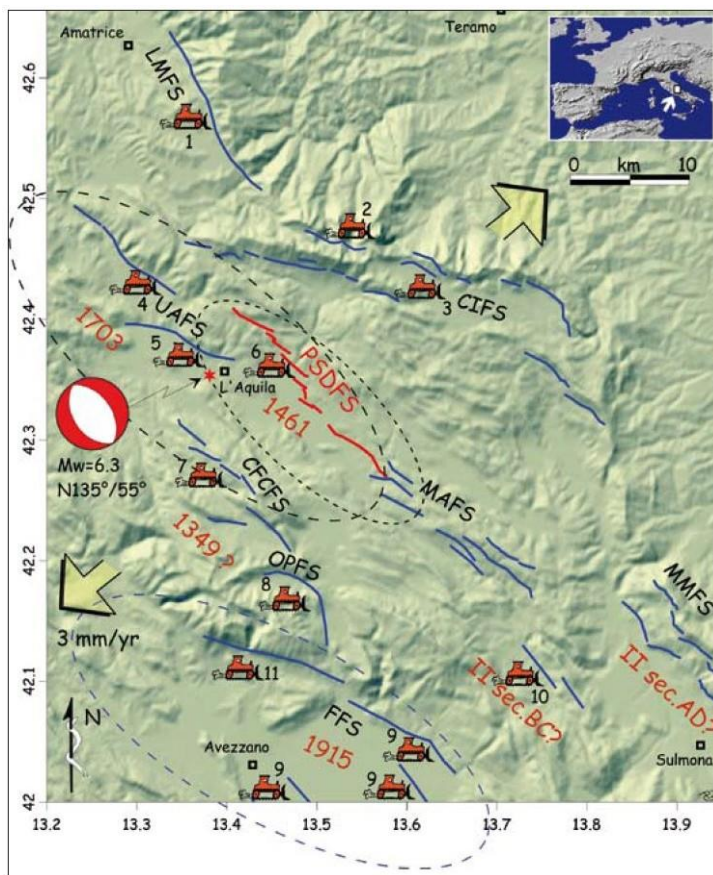 Amatrice
Teramo
42.6
LMFS
1
0 km 10
42.5
2
3
CIFS
42.4
4
UAFS
1703
5
6
L'Aquila
PSDFS
1461
42.3
Mw=6.3
N135°/55°
7
CFCFS
MAFS
1349?
42.2
OPFS
8
MMFS
3 mm/yr
II sec.BC?
10
II sec.AD?
42.1
11
N
FFS
1915
9
Avezzano
9
9
Sulmona
42
13.2 13.3 13.4 13.5 13.6 13.7 13.8 13.9